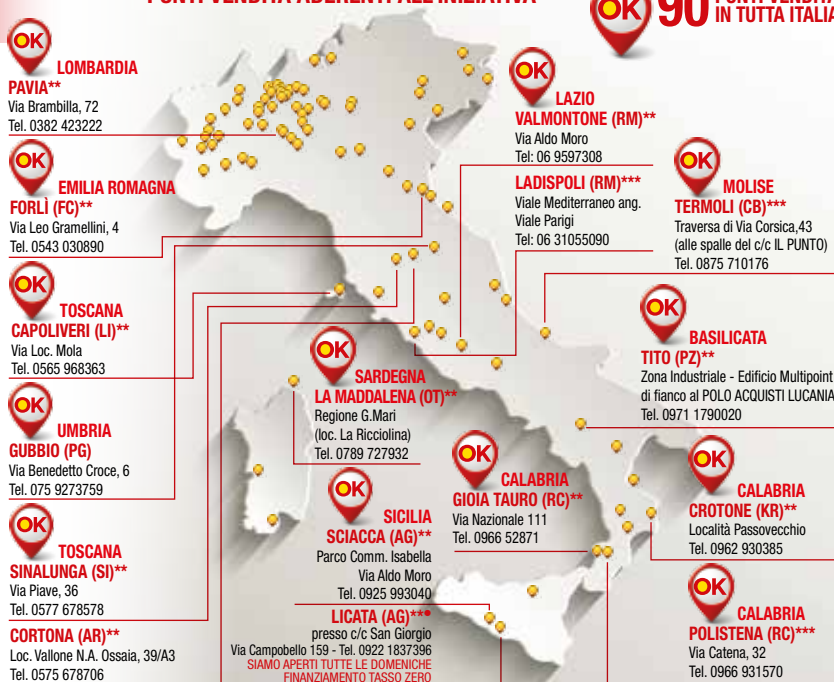 PUNTI VENDITA ADERENTI ALL'INIZIATIVA
OK 90 PUNTI VENDITA
IN TUTTA ITALIA
OK
LOMBARDIA
PAVIA**
Via Brambilla, 72
Tel. 0382 423222
OK
EMILIA ROMAGNA
FORLÌ (FC)**
Via Leo Gramellini, 4
Tel. 0543 030890
OK
TOSCANA
CAPOLIVERI (LI)**
Via Loc. Mola
Tel. 0565 968363
OK
UMBRIA
GUBBIO (PG)
Via Benedetto Croce, 6
Tel. 075 9273759
OK
TOSCANA
SINALUNGA (SI)**
Via Piave, 36
Tel. 0577 678578
CORTONA (AR)**
Loc. Vallone N.A. Ossaia, 39/A3
Tel. 0575 678706
OK
SARDEGNA
LA MADDALENA (OT)**
Regione G.Mari
(loc. La Ricciolina)
Tel. 0789 727932
OK
SICILIA
SCIACCA (AG)**
Parco Comm. Isabella
Via Aldo Moro
Tel. 0925 993040
LICATA (AG)***
presso c/c San Giorgio
Via Campobello 159 - Tel. 0922 1837396
SIAMO APERTI TUTTE LE DOMENICHE
FINANZIAMENTO TASSO ZERO
OK
LAZIO
VALMONTONE (RM)**
Via Aldo Moro
Tel: 06 9597308
LADISPOLI (RM)***
Viale Mediterraneo ang.
Viale Parigi
Tel: 06 31055090
OK
MOLISE
TERMOLI (CB)***
Traversa di Via Corsica,43
(alle spalle del c/c IL PUNTO)
Tel. 0875 710176
OK
BASILICATA
TITO (PZ)**
Zona Industriale - Edificio Multipoint
di fianco al POLO ACQUISTI LUCANIA
Tel. 0971 1790020
OK
CALABRIA
GIOIA TAURO (RC)**
Via Nazionale 111
Tel. 0966 52871
OK
CALABRIA
CROTONE (KR)**
Località Passovecchio
Tel. 0962 930385
OK
CALABRIA
POLISTENA (RC)***
Via Catena, 32
Tel. 0966 931570